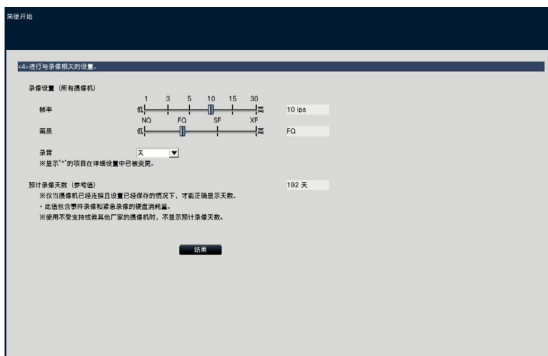 简便开始
<4>进行与录像相关的设置。
录像设置 (所有摄像机)
1 3 5 10 15 30
帧率 低 高 10 ips
NQ FQ SF XF
画质 低 高 FQ
录音 关
※显示"*"的项目在详细设置中已被变更。
预计录像天数 (参考值) 192 天
※仅当摄像机已经连接且设置已经保存的情况下，才能正确显示天数。
・此值包含事件录像和紧急录像的硬盘消耗量。
※使用不受支持或者其他厂家的摄像机时，不显示预计录像天数。
结束